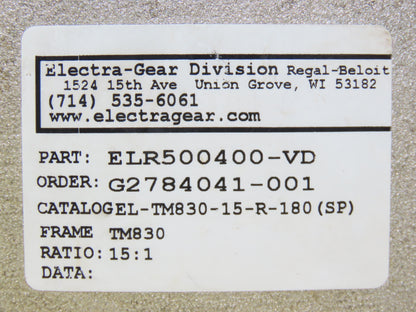 Electra-Gear Division Regal-Beloit
1524 15th Ave Union Grove, WI 53182
(714) 535-6061
www.electragear.com
PART: ELR500400-VD
ORDER: G2784041-001
CATALOGEL-TM830-15-R-180(SP)
FRAME TM830
RATIO: 15:1
DATA: